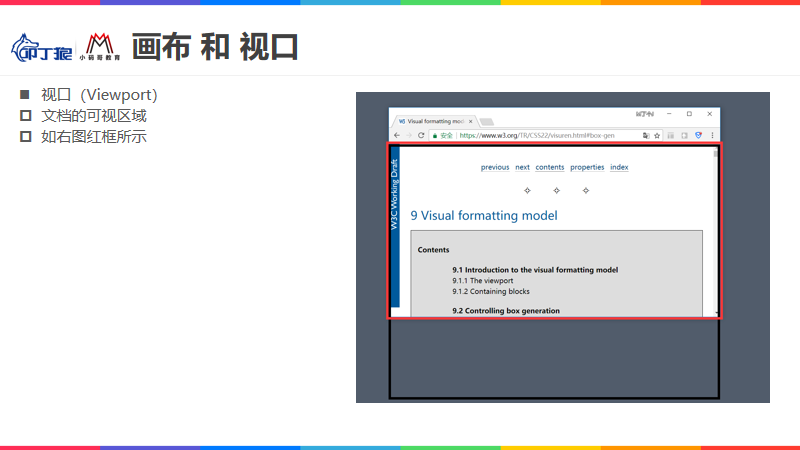 叩丁狼
小码哥教育
画布 和 视口
视口（Viewport）
文档的可视区域
如右图红框所示
Visual formatting mod
安全 https://www.w3.org/TR/CSS22/visuren.html#box-gen
W3C Working Draft
previous next contents properties index
9 Visual formatting model
Contents
9.1 Introduction to the visual formatting model
9.1.1 The viewport
9.1.2 Containing blocks
9.2 Controlling box generation